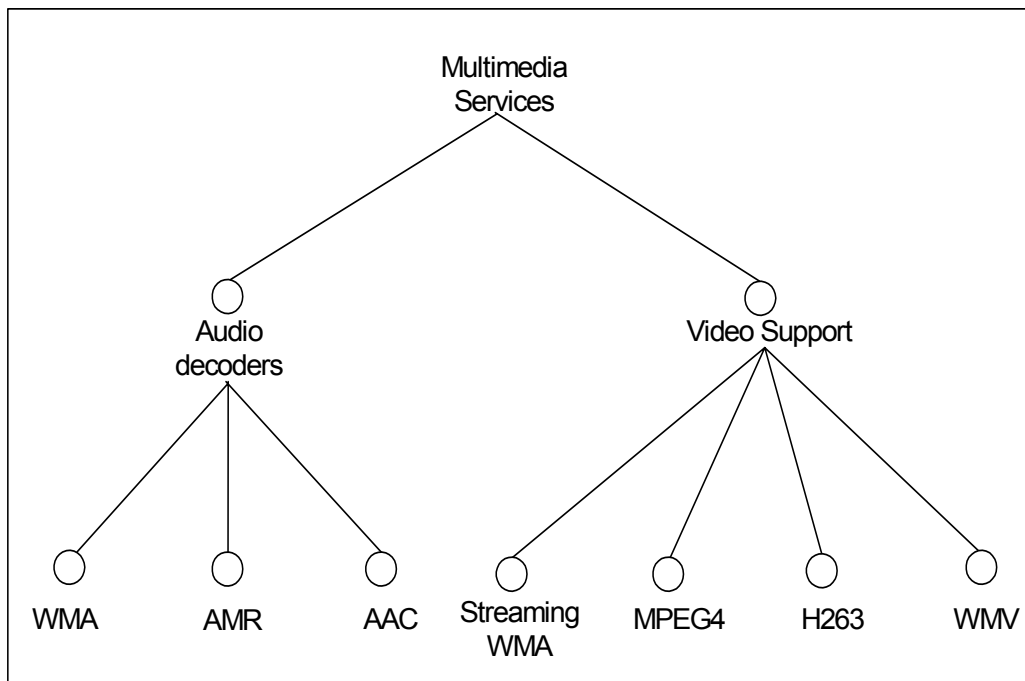 Multimedia
Services
Audio
decoders
Video Support
WMA
AMR
AAC
Streaming
WMA
MPEG4
H263
WMV